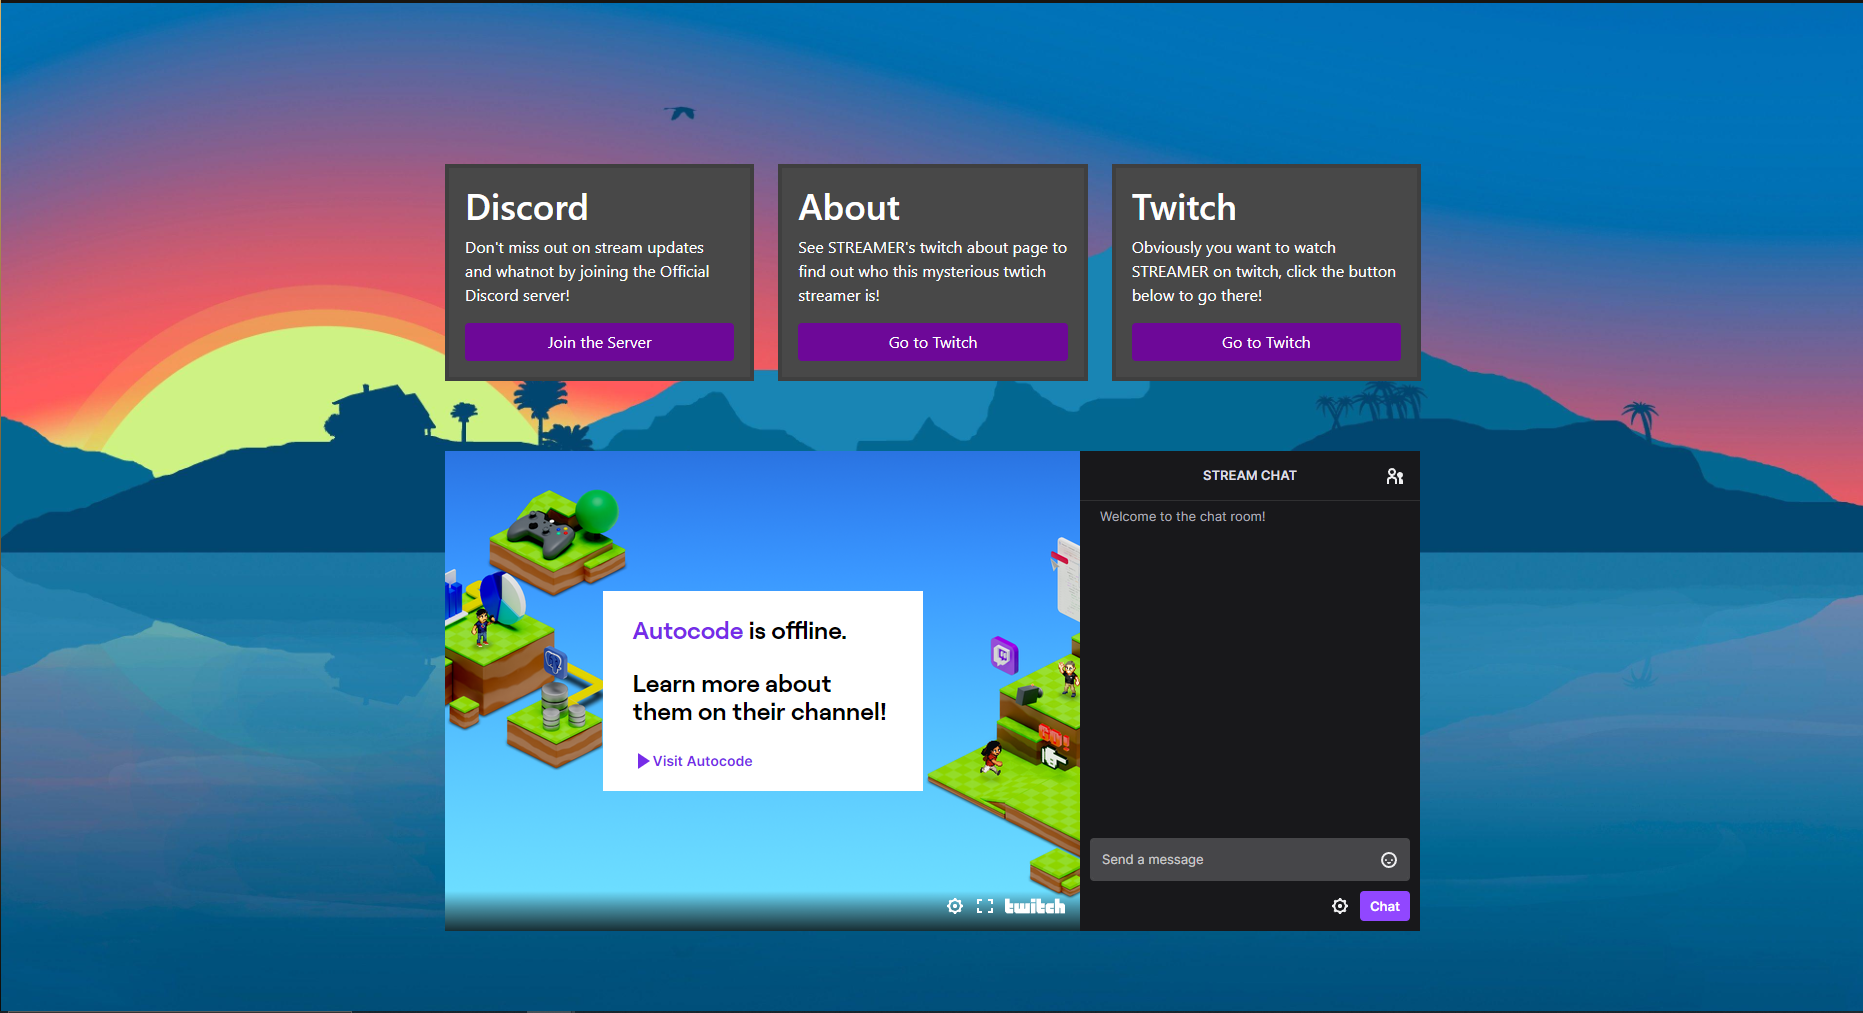 Discord
Don't miss out on stream updates
and whatnot by joining the Official
Discord server!
Join the Server
About
See STREAMER's twitch about page to
find out who this mysterious twtich
streamer is!
Go to Twitch
Twitch
Obviously you want to watch
STREAMER on twitch, click the button
below to go there!
Go to Twitch
Autocode is offline.
Learn more about
them on their channel!
Visit Autocode
GO!
twitch
STREAM CHAT
Welcome to the chat room!
Send a message
Chat